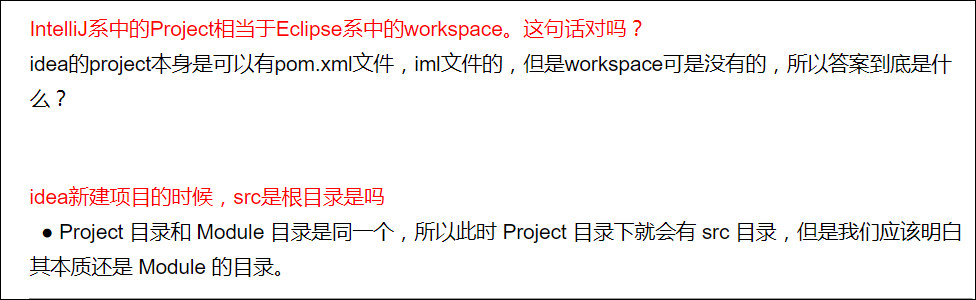 IntelliJ系中的Project相当于Eclipse系中的workspace。这句话对吗？
idea的project本身是可以有pom.xml文件，iml文件的，但是workspace可是没有的，所以答案到底是什
么？
idea新建项目的时候，src是根目录是吗
● Project 目录和 Module 目录是同一个，所以此时 Project 目录下就会有 src 目录，但是我们应该明白
其本质还是 Module 的目录。